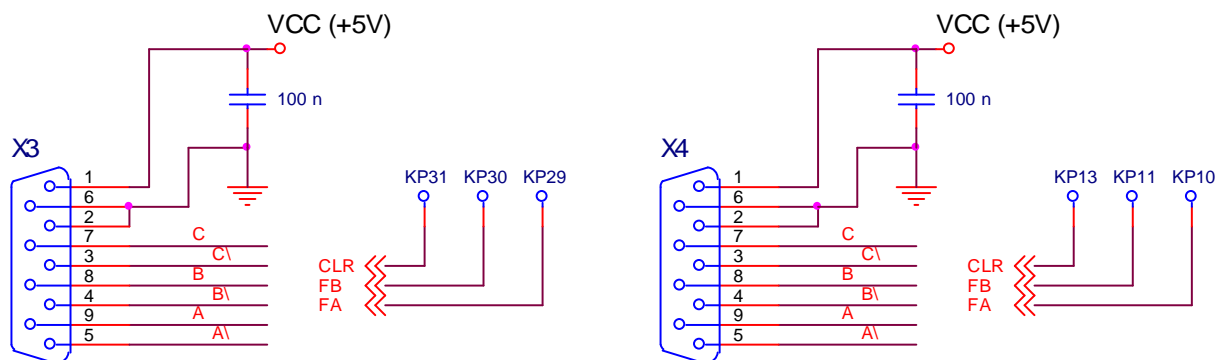 VCC (+5V)
100 n
X3
1
6
2
7
3
8
4
9
5
C
C\
B
B\
A
A\
KP31 KP30 KP29
CLR
FB
FA
VCC (+5V)
100 n
X4
1
6
2
7
3
8
4
9
5
C
C\
B
B\
A
A\
KP13 KP11 KP10
CLR
FB
FA